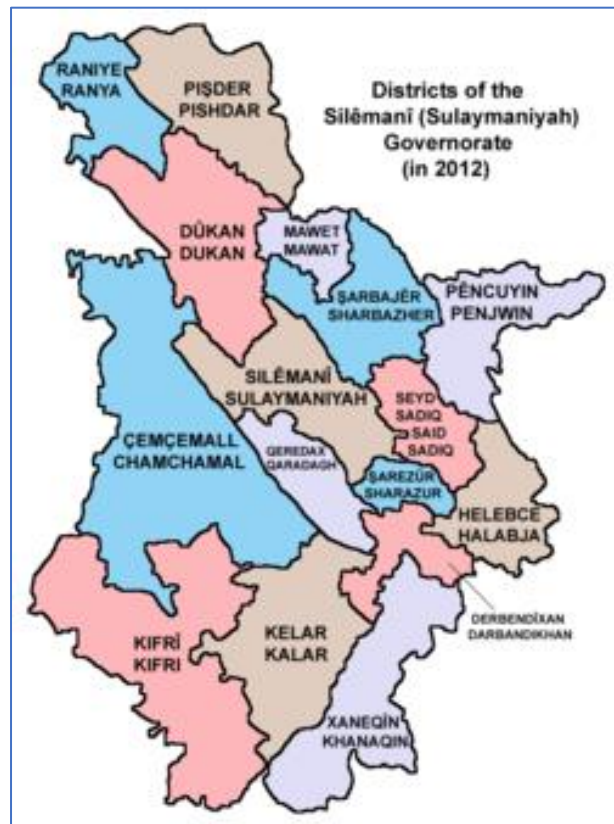 RANIYE
RANYA
PIŞDER
PISHDAR
Districts of the
Silêmanî (Sulaymaniyah)
Governorate
(in 2012)
DÛKAN
DUKAN
MAWET
MAWAT
ŞARBAJÊR
SHARBAZHER
PÊNCUYIN
PENJWIN
SILÊMANÎ
SULAYMANIYAH
SEYD
SADIQ
SAID
SADIQ
ÇEMÇEMALL
CHAMCHAMAL
QEREDAX
QARADAGH
ŞAREZÛR
SHARAZUR
HELEBCE
HALABJA
DERBENDÎXAN
DARBANDIKHAN
KIFRÎ
KIFRI
KELAR
KALAR
XANEQÎN
KHANAQIN